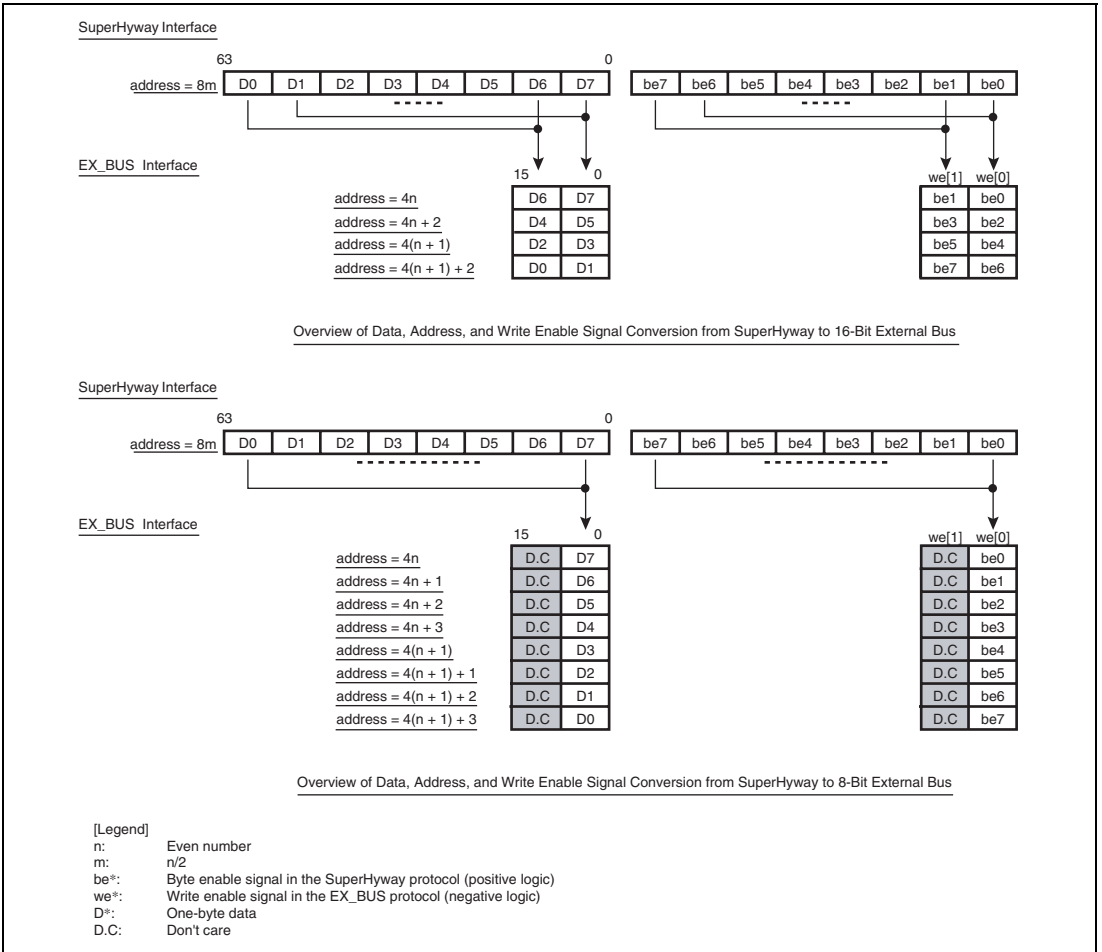 SuperHyway Interface
63 0
address = 8m D0 D1 D2 D3 D4 D5 D6 D7 be7 be6 be5 be4 be3 be2 be1 be0
EX_BUS Interface
15 0 we[1] we[0]
address = 4n D6 D7 be1 be0
address = 4n + 2 D4 D5 be3 be2
address = 4(n + 1) D2 D3 be5 be4
address = 4(n + 1) + 2 D0 D1 be7 be6
Overview of Data, Address, and Write Enable Signal Conversion from SuperHyway to 16-Bit External Bus
SuperHyway Interface
63 0
address = 8m D0 D1 D2 D3 D4 D5 D6 D7 be7 be6 be5 be4 be3 be2 be1 be0
EX_BUS Interface
15 0 we[1] we[0]
address = 4n D.C D7 D.C be0
address = 4n + 1 D.C D6 D.C be1
address = 4n + 2 D.C D5 D.C be2
address = 4n + 3 D.C D4 D.C be3
address = 4(n + 1) D.C D3 D.C be4
address = 4(n + 1) + 1 D.C D2 D.C be5
address = 4(n + 1) + 2 D.C D1 D.C be6
address = 4(n + 1) + 3 D.C D0 D.C be7
Overview of Data, Address, and Write Enable Signal Conversion from SuperHyway to 8-Bit External Bus
[Legend]
n: Even number
m: n/2
be*: Byte enable signal in the SuperHyway protocol (positive logic)
we*: Write enable signal in the EX_BUS protocol (negative logic)
D*: One-byte data
D.C: Don't care